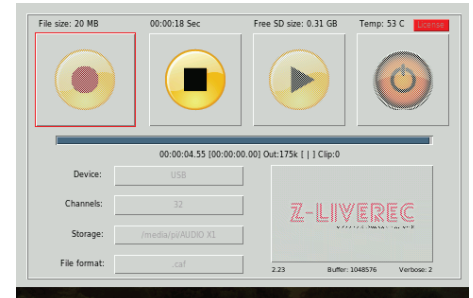 File size: 20 MB 00:00:18 Sec Free SD size: 0.31 GB Temp: 53 C License
00:00:04.55 [00:00:00.00] Out:175k [ | ] Clip:0
Device: USB
Channels: 32
Storage: /media/pi/AUDIO X1
File format: .caf
Z-LIVEREC
2.23 Buffer: 1048576 Verbose: 2